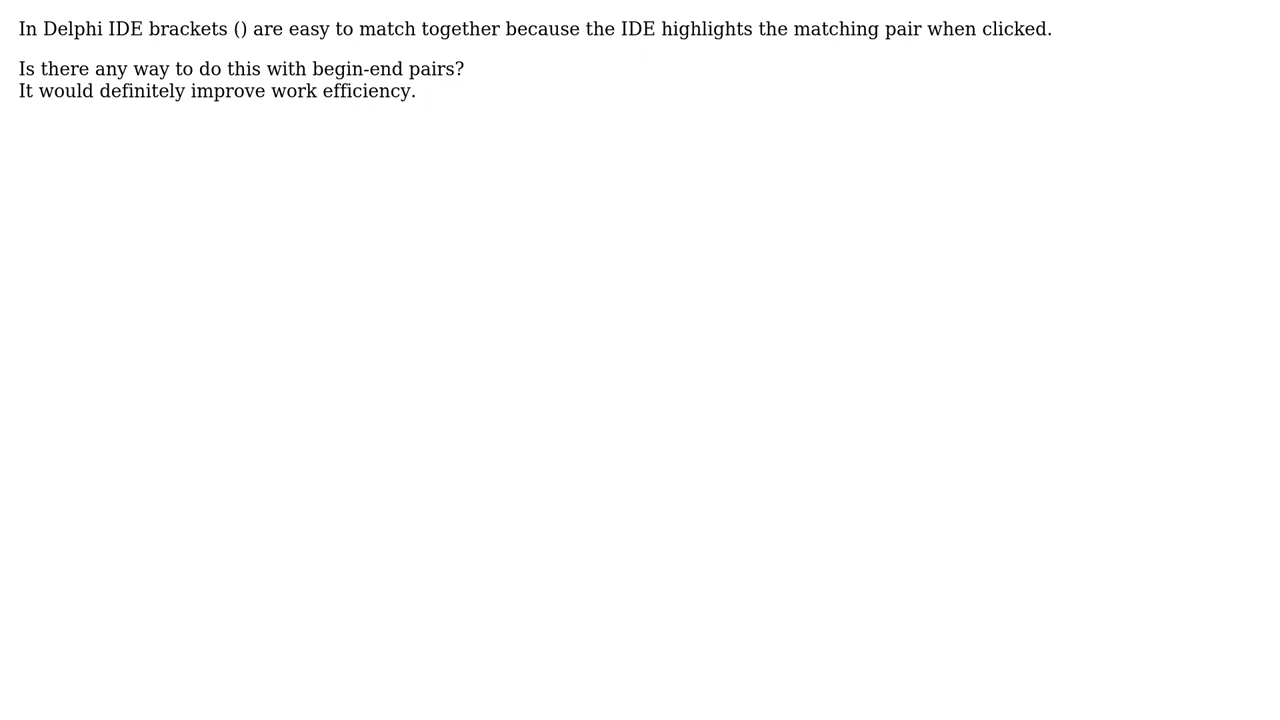 In Delphi IDE brackets () are easy to match together because the IDE highlights the matching pair when clicked.
Is there any way to do this with begin-end pairs?
It would definitely improve work efficiency.